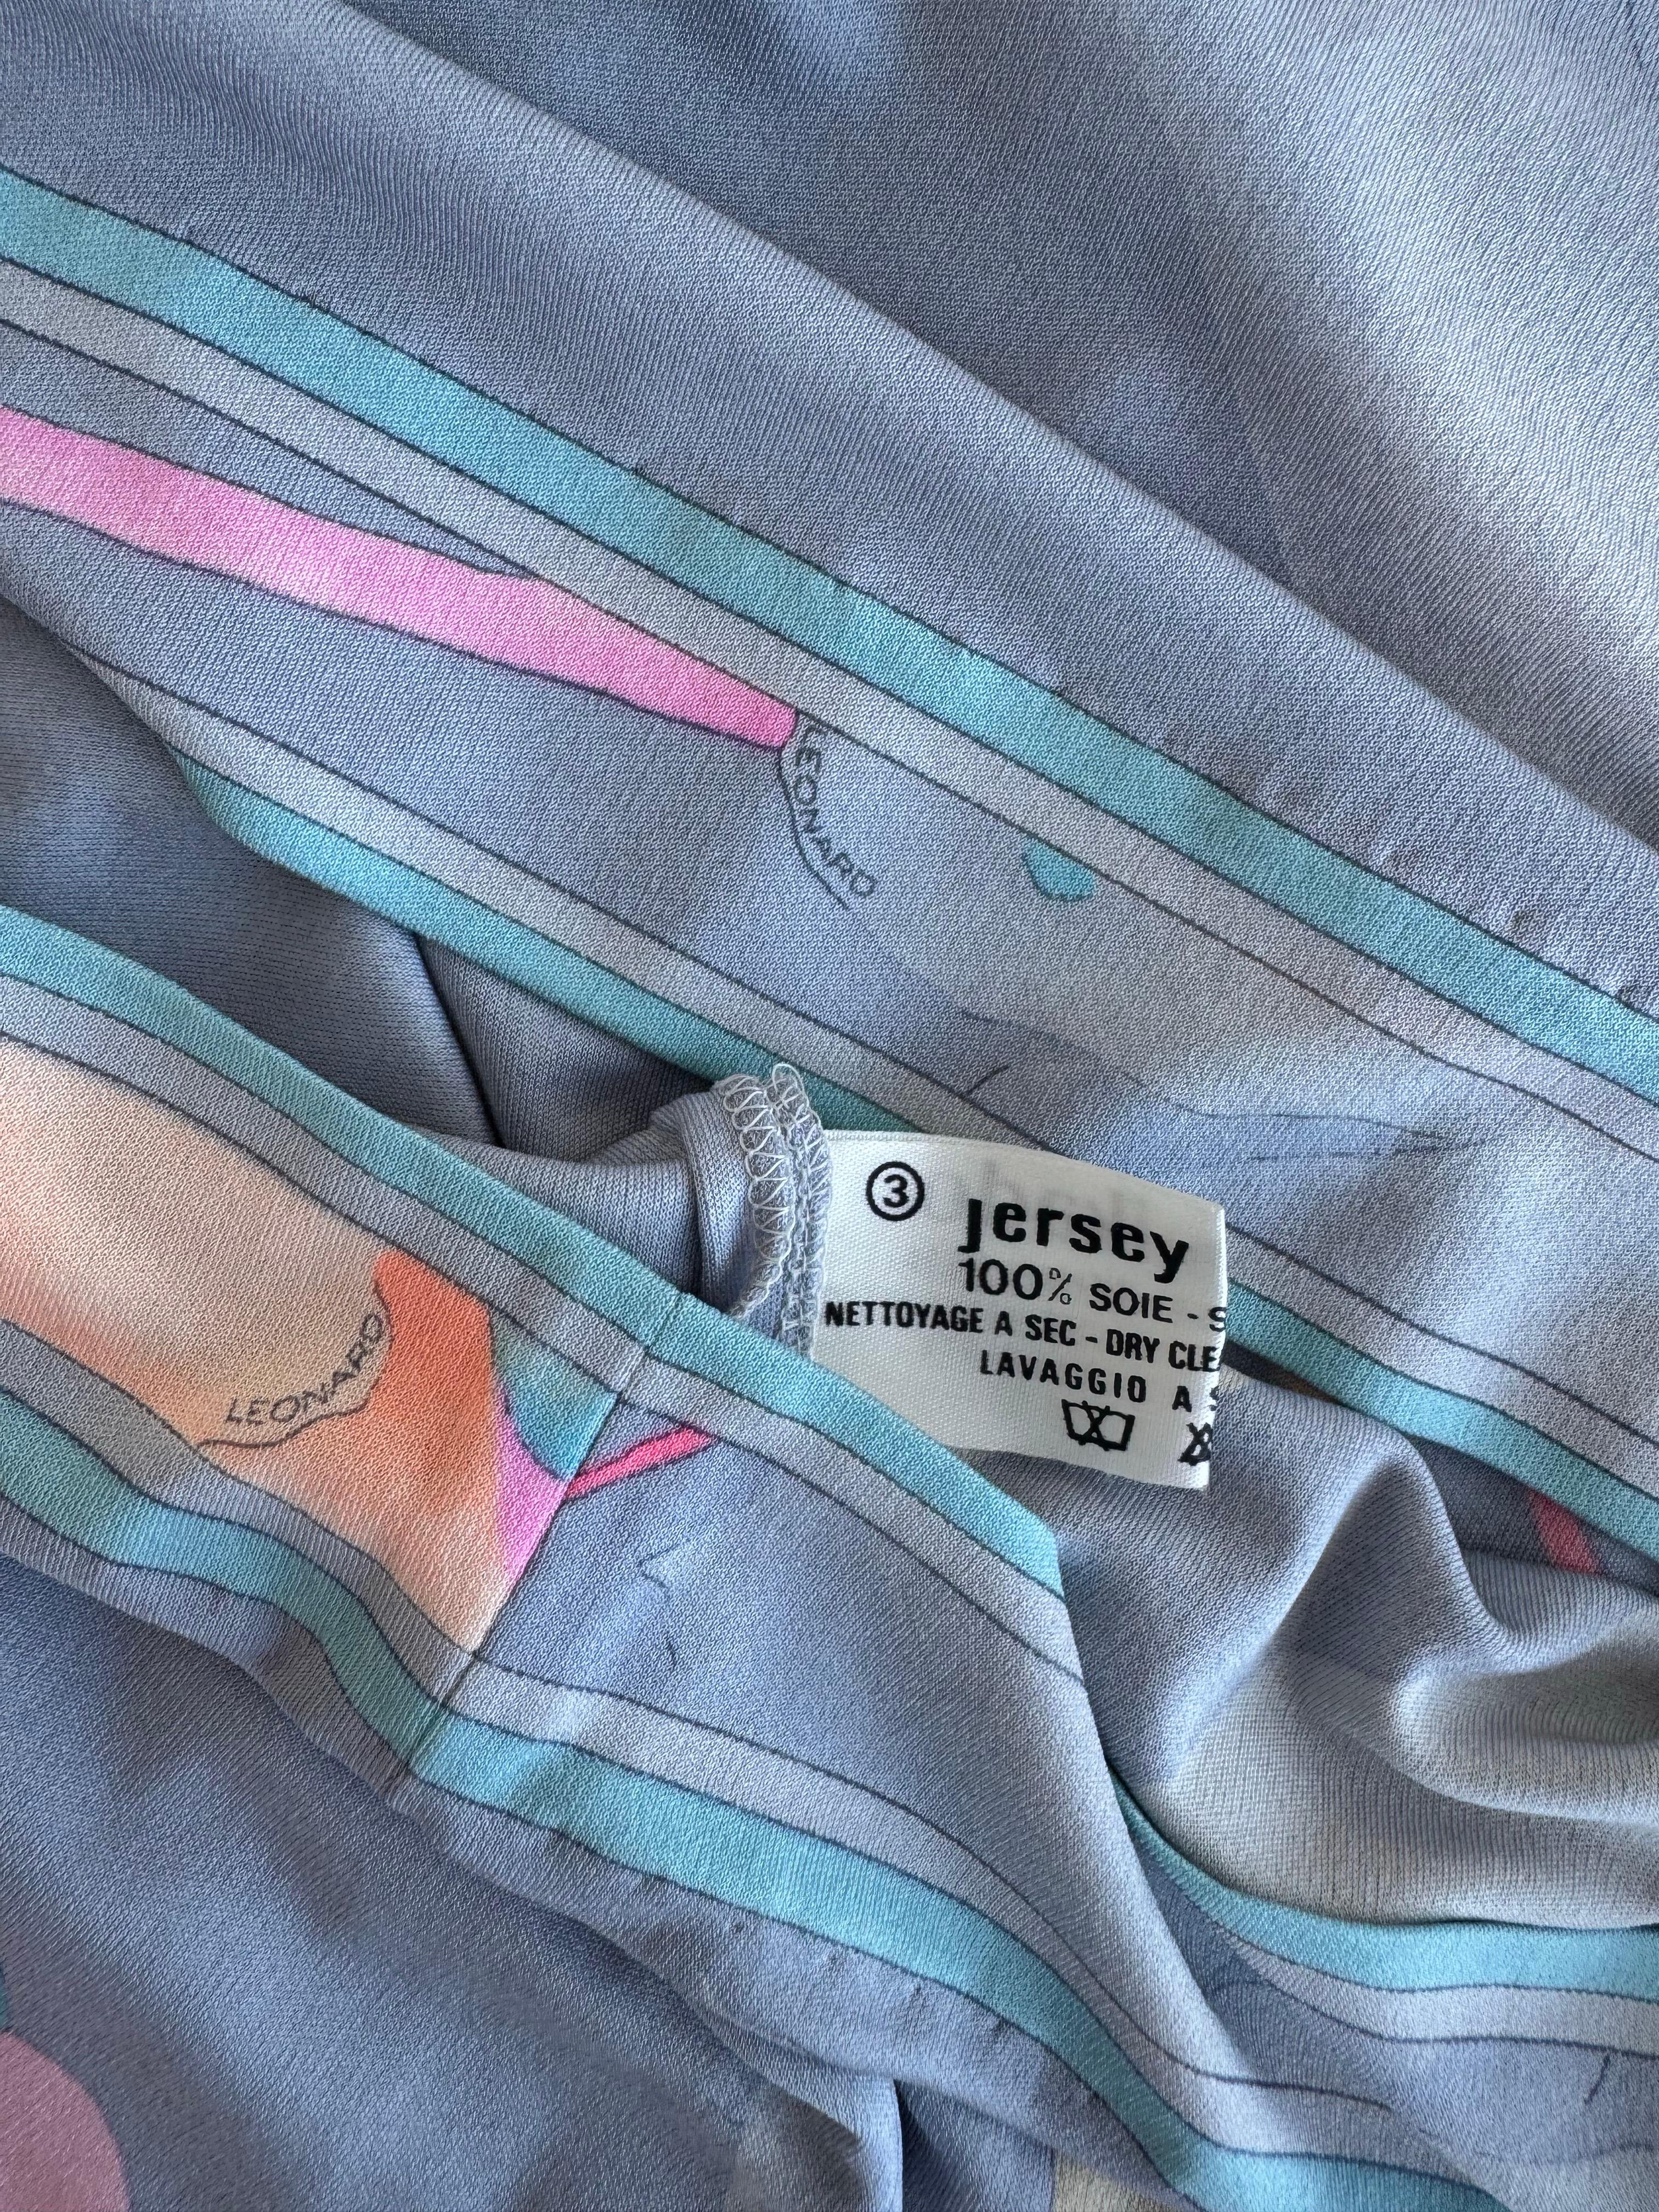 LEONARD
③ jersey
100% SOIE - S
NETTOYAGE A SEC - DRY CLE
LAVAGGIO A S
LEONARD